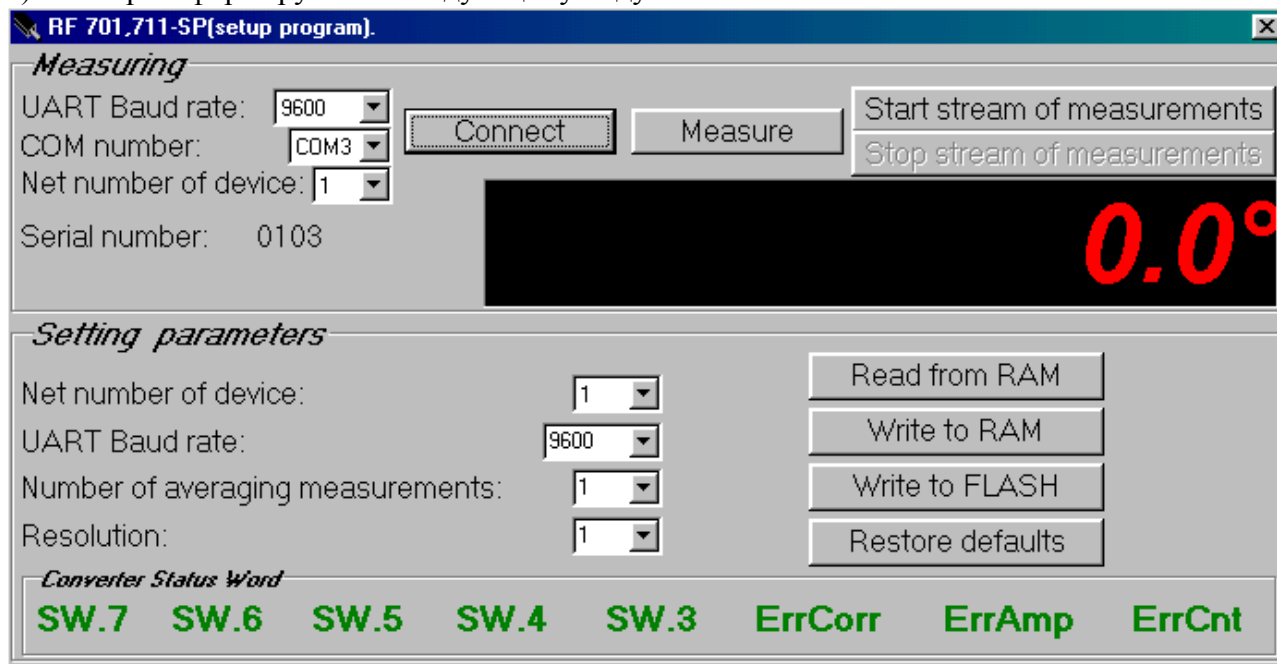 RF 701,711-SP(setup program).
Measuring
UART Baud rate: 9600
COM number: COM3
Net number of device: 1
Serial number: 0103
Connect
Measure
Start stream of measurements
Stop stream of measurements
0.0°
Setting parameters
Net number of device: 1
UART Baud rate: 9600
Number of averaging measurements: 1
Resolution: 1
Read from RAM
Write to RAM
Write to FLASH
Restore defaults
Converter Status Word
SW.7 SW.6 SW.5 SW.4 SW.3 ErrCorr ErrAmp ErrCnt